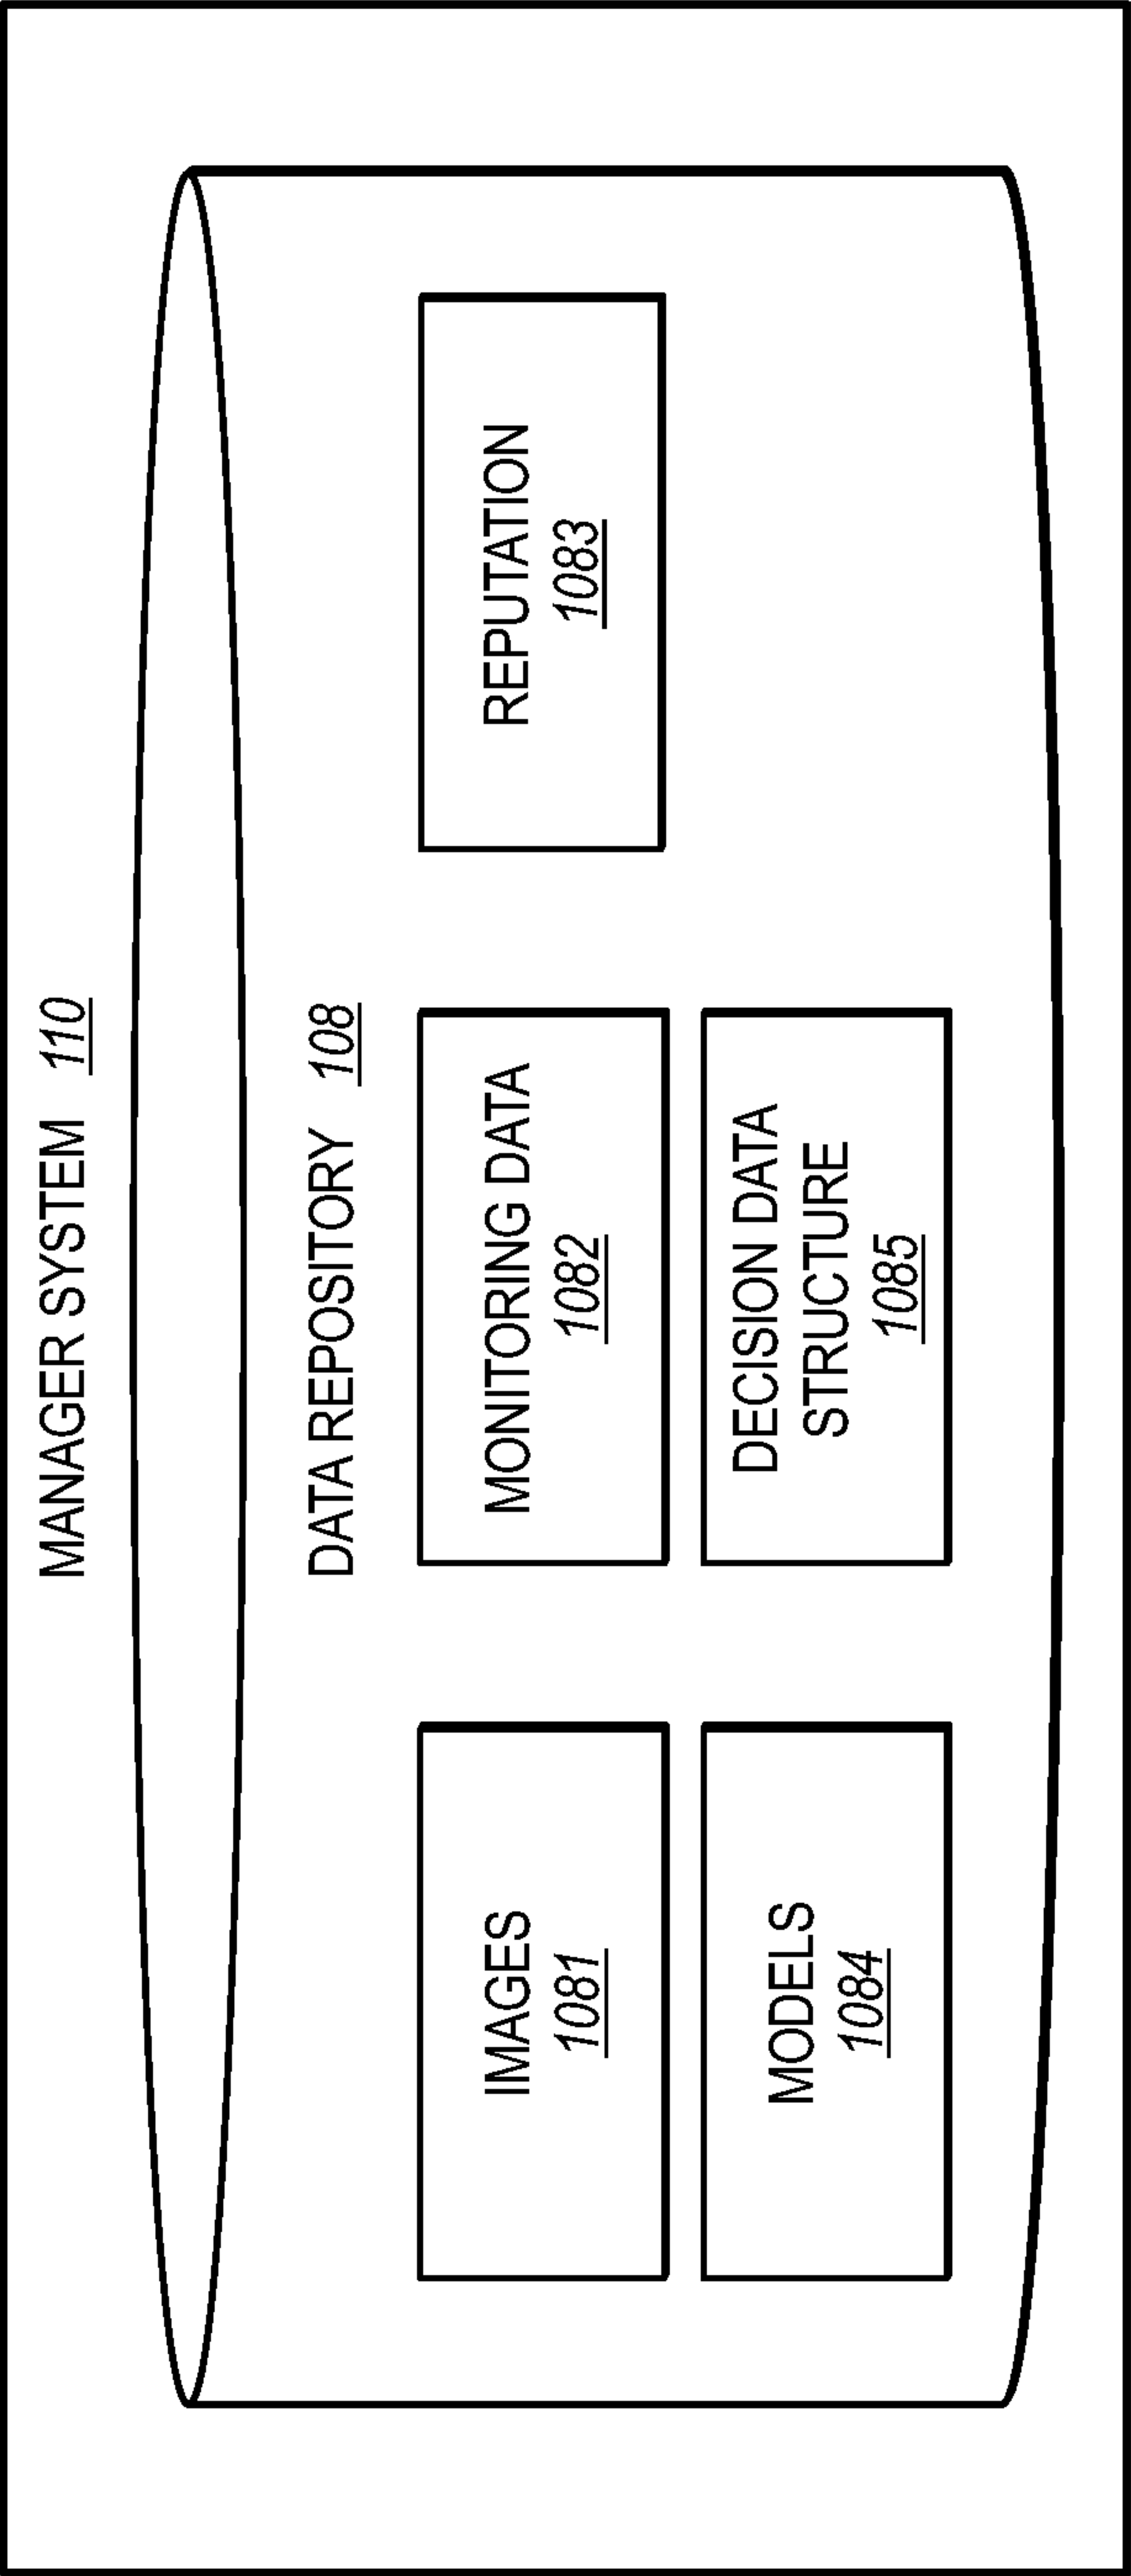 MANAGER SYSTEM 110
DATA REPOSITORY 108
IMAGES
1081
MONITORING DATA
1082
REPUTATION
1083
MODELS
1084
DECISION DATA
STRUCTURE
1085